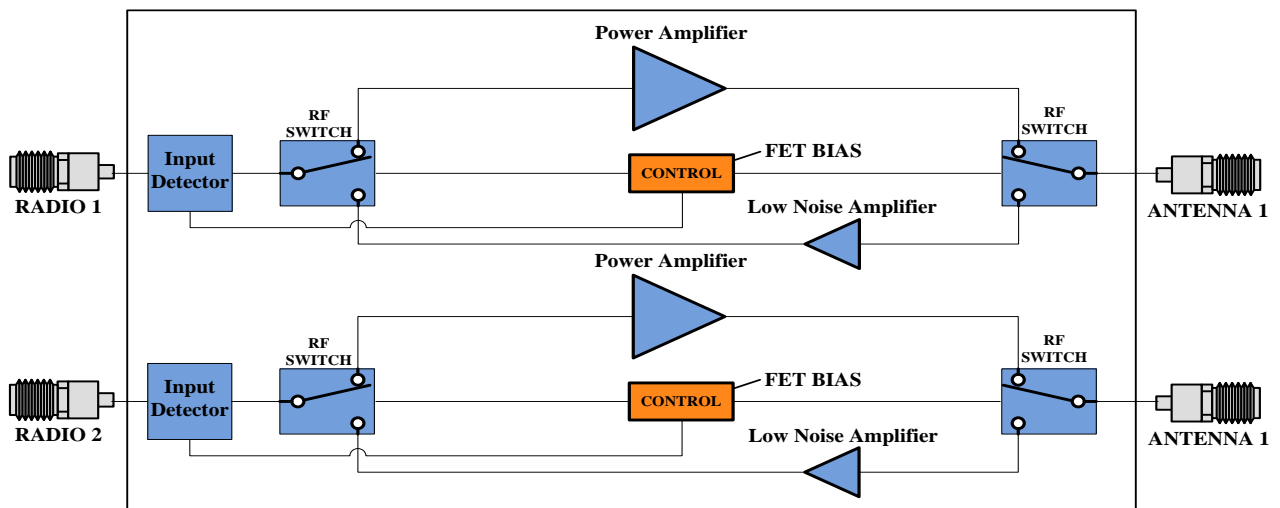 Power Amplifier
RF
SWITCH
RF
SWITCH
Input
Detector
FET BIAS
CONTROL
RADIO 1
Low Noise Amplifier
ANTENNA 1
Power Amplifier
RF
SWITCH
RF
SWITCH
Input
Detector
FET BIAS
CONTROL
RADIO 2
Low Noise Amplifier
ANTENNA 1